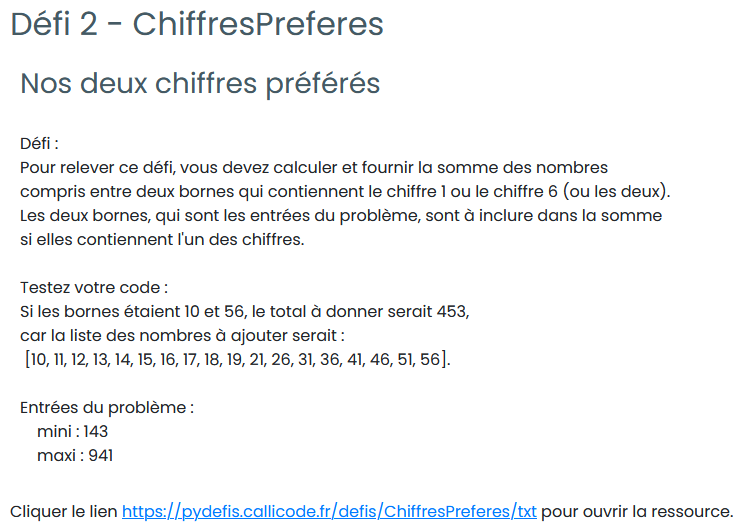 Défi 2 - ChiffresPreferes
Nos deux chiffres préférés
Défi :
Pour relever ce défi, vous devez calculer et fournir la somme des nombres
compris entre deux bornes qui contiennent le chiffre 1 ou le chiffre 6 (ou les deux).
Les deux bornes, qui sont les entrées du problème, sont à inclure dans la somme
si elles contiennent l'un des chiffres.
Testez votre code :
Si les bornes étaient 10 et 56, le total à donner serait 453,
car la liste des nombres à ajouter serait :
[10, 11, 12, 13, 14, 15, 16, 17, 18, 19, 21, 26, 31, 36, 41, 46, 51, 56].
Entrées du problème :
mini : 143
maxi : 941
Cliquer le lien https://pydefis.callicode.fr/defis/ChiffresPreferes/txt pour ouvrir la ressource.